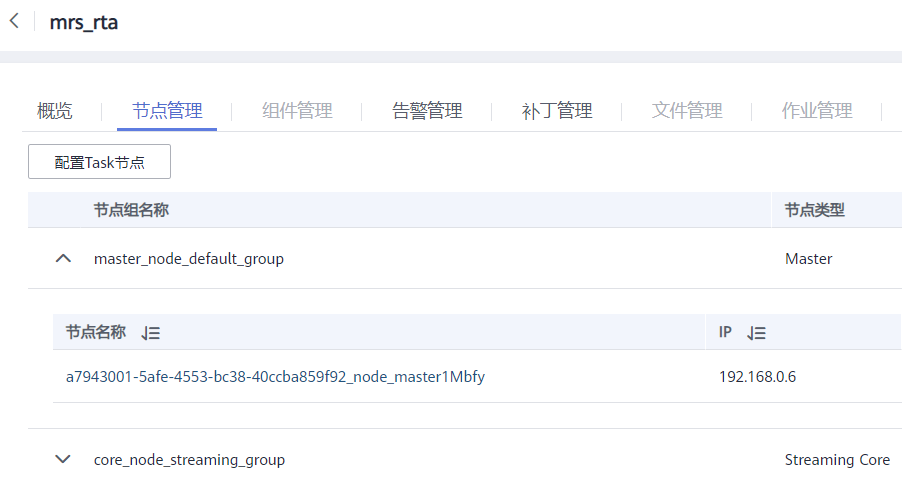 mrs_rta
概览 节点管理 组件管理 告警管理 补丁管理 文件管理 作业管理
配置Task节点
节点组名称 节点类型
master_node_default_group Master
节点名称 IP
a7943001-5afe-4553-bc38-40ccba859f92_node_master1Mbfy 192.168.0.6
core_node_streaming_group Streaming Core